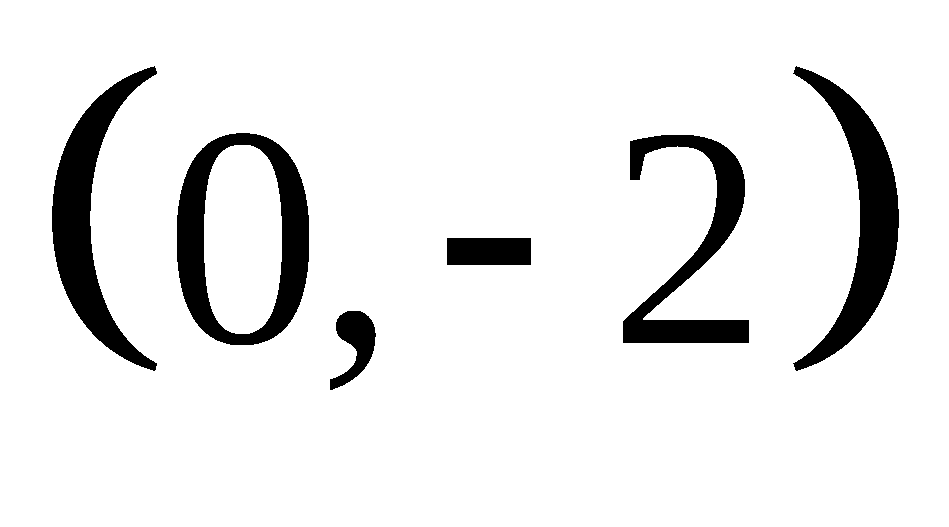 (0, - 2)